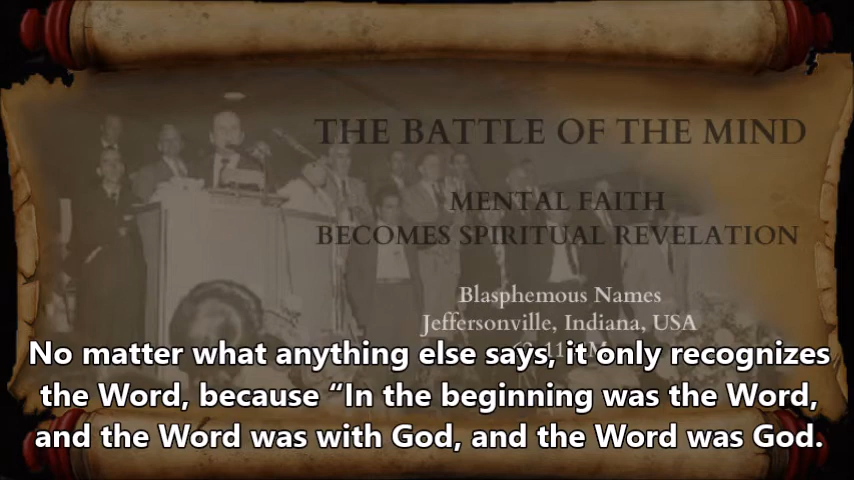 THE BATTLE OF THE MIND
MENTAL FAITH
BECOMES SPIRITUAL REVELATION
Blasphemous Names
Jeffersonville, Indiana, USA
No matter what anything else says, it only recognizes
the Word, because “In the beginning was the Word,
and the Word was with God, and the Word was God.